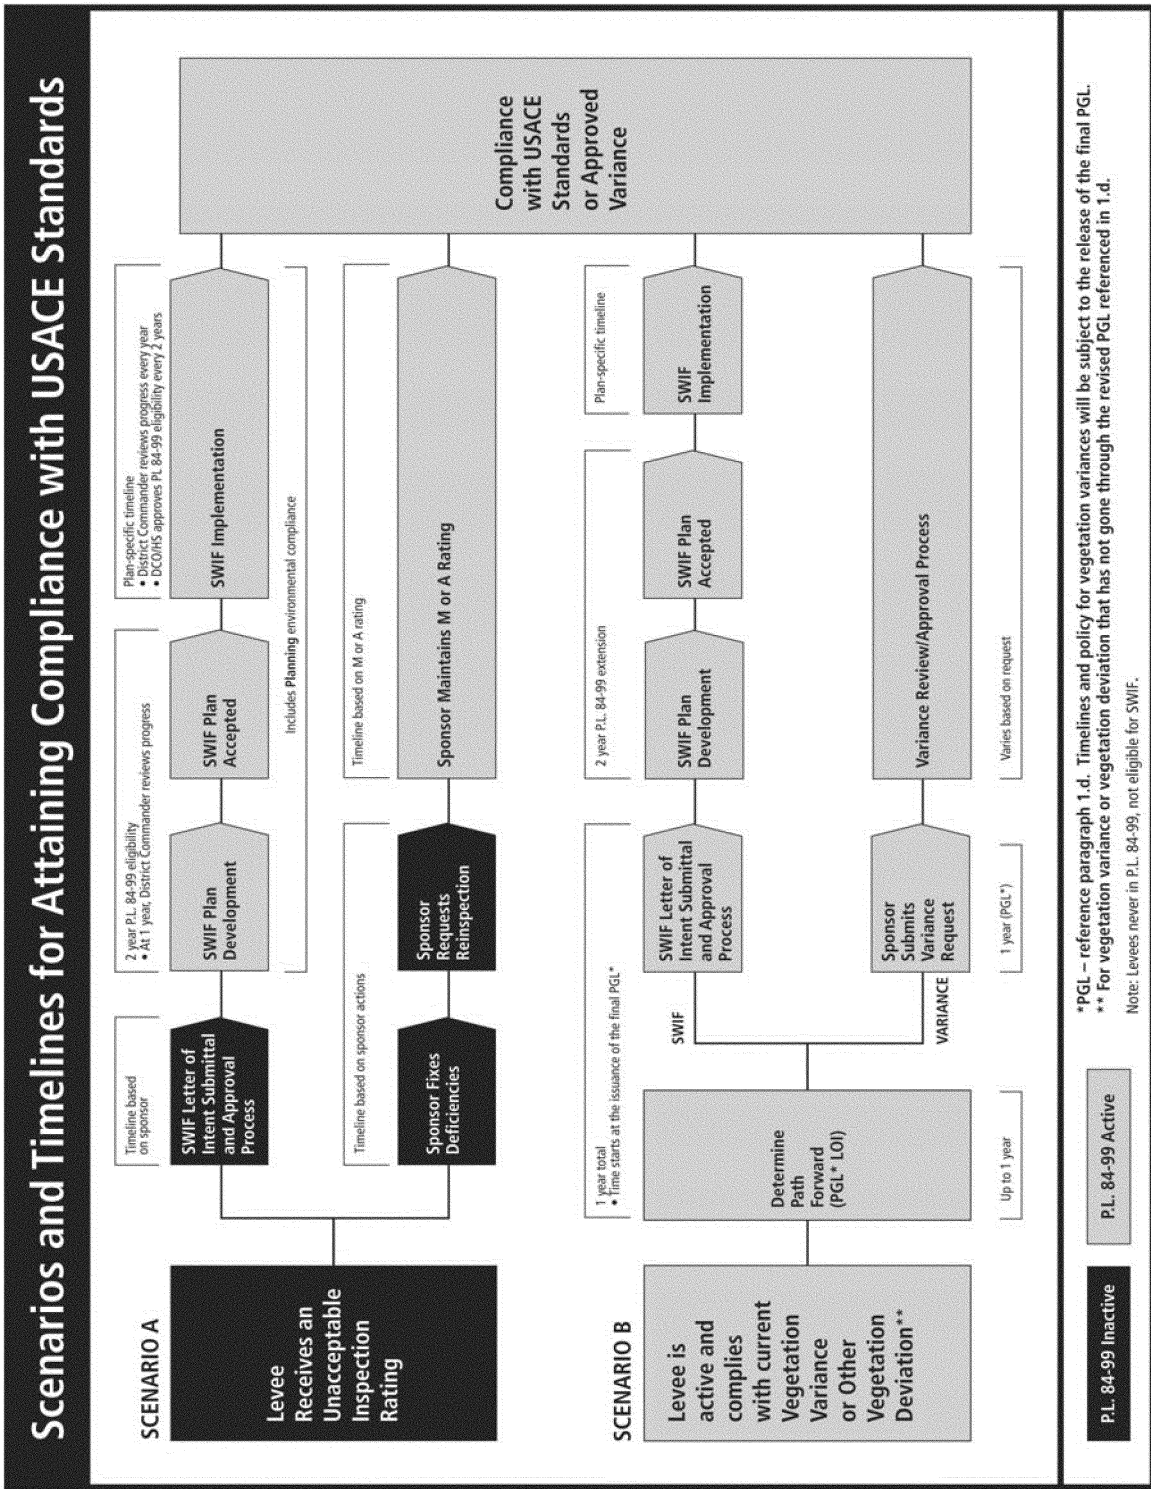 Scenarios and Timelines for Attaining Compliance with USACE Standards
SCENARIO A
Levee
Receives an
Unacceptable
Inspection
Rating
Timeline based
on sponsor
SWIF Letter of
Intent Submittal
and Approval
Process
2 year P.L. 84-99 eligibility
• At 1 year, District Commander reviews progress
SWIF Plan
Development
SWIF Plan
Accepted
Plan-specific timeline
• District Commander reviews progress every year
• DCO/HS approves PL 84-99 eligibility every 2 years
SWIF Implementation
Includes Planning environmental compliance
Timeline based on sponsor actions
Sponsor Fixes
Deficiencies
Sponsor
Requests
Reinspection
Timeline based on M or A rating
Sponsor Maintains M or A Rating
Compliance
with USACE
Standards
or Approved
Variance
SCENARIO B
Levee is
active and
complies
with current
Vegetation
Variance
or Other
Vegetation
Deviation**
1 year total
• Time starts at the issuance of the final PGL*
Determine
Path
Forward
(PGL* LOI)
Up to 1 year
SWIF
SWIF Letter of
Intent Submittal
and Approval
Process
2 year P.L. 84-99 extension
SWIF Plan
Development
SWIF Plan
Accepted
Plan-specific timeline
SWIF
Implementation
VARIANCE
Sponsor
Submits
Variance
Request
1 year (PGL*)
Variance Review/Approval Process
Varies based on request
P.L. 84-99 Inactive
P.L. 84-99 Active
*PGL – reference paragraph 1.d. Timelines and policy for vegetation variances will be subject to the release of the final PGL.
** For vegetation variance or vegetation deviation that has not gone through the revised PGL referenced in 1.d.
Note: Levees never in P.L. 84-99, not eligible for SWIF.